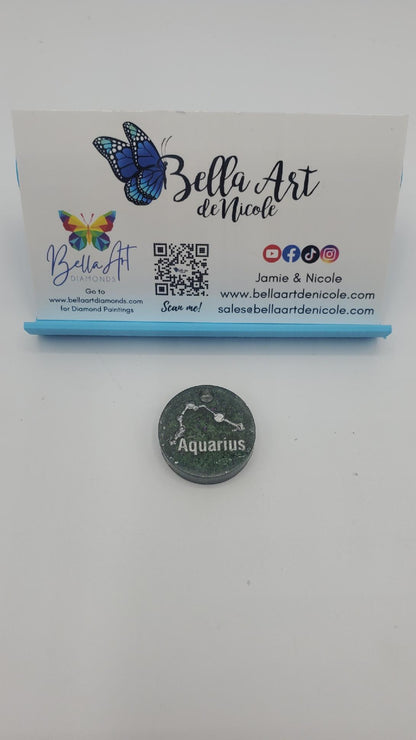 Bella Art
de Nicole
Bella Art
DIAMONDS
Go to
www.bellaartdiamonds.com
for Diamond Paintings
Scan me!
Jamie & Nicole
www.bellaartdenicole.com
sales@bellaartdenicole.com
Aquarius